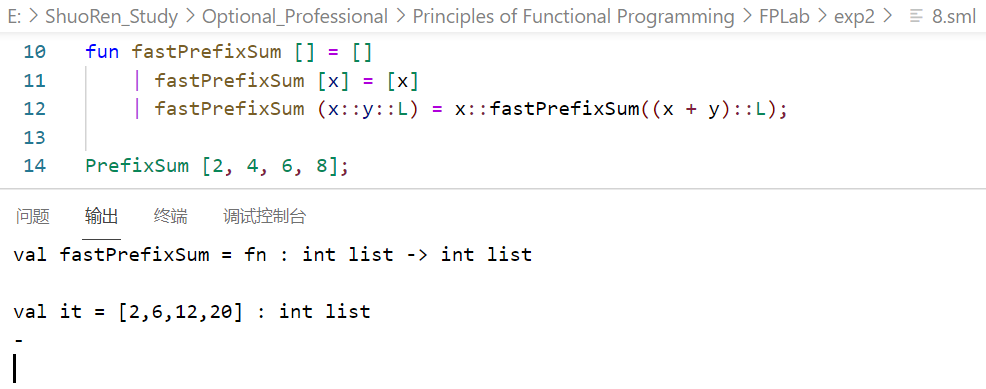 E: > ShuoRen_Study > Optional_Professional > Principles of Functional Programming > FPLab > exp2 > 8.sml
10 fun fastPrefixSum [] = []
11 | fastPrefixSum [x] = [x]
12 | fastPrefixSum (x::y::L) = x::fastPrefixSum((x + y)::L);
13
14 PrefixSum [2, 4, 6, 8];
问题 输出 终端 调试控制台
val fastPrefixSum = fn : int list -> int list
val it = [2,6,12,20] : int list
-